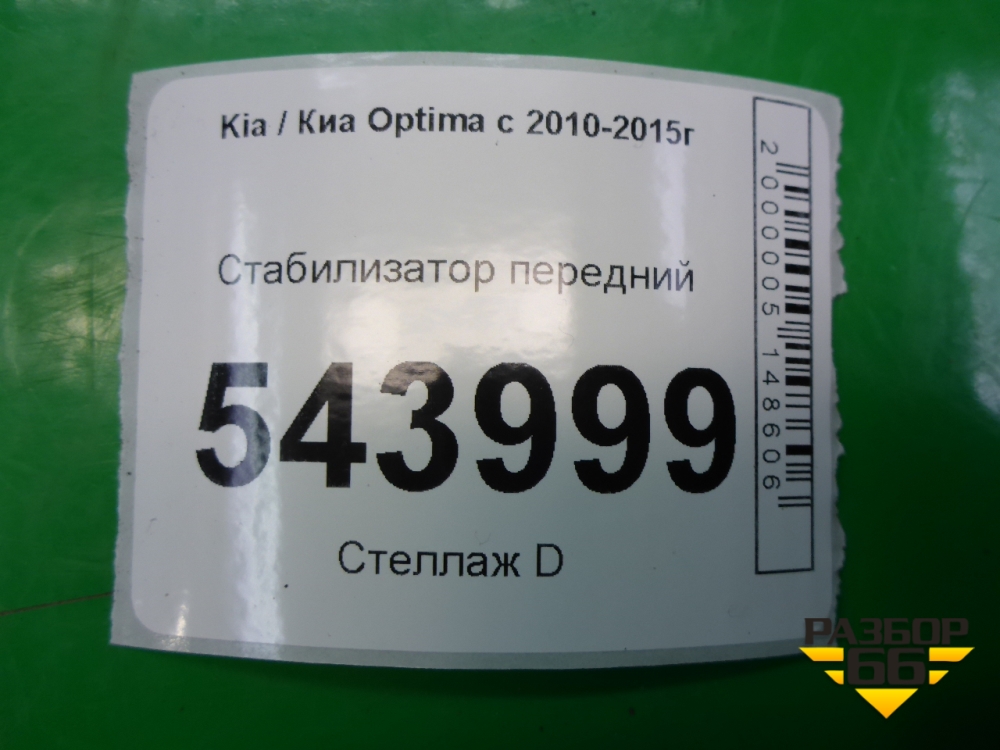 Kia / Киа Optima с 2010-2015г
Стабилизатор передний
543999
Стеллаж D
2000005148606
РАЗБОР
66